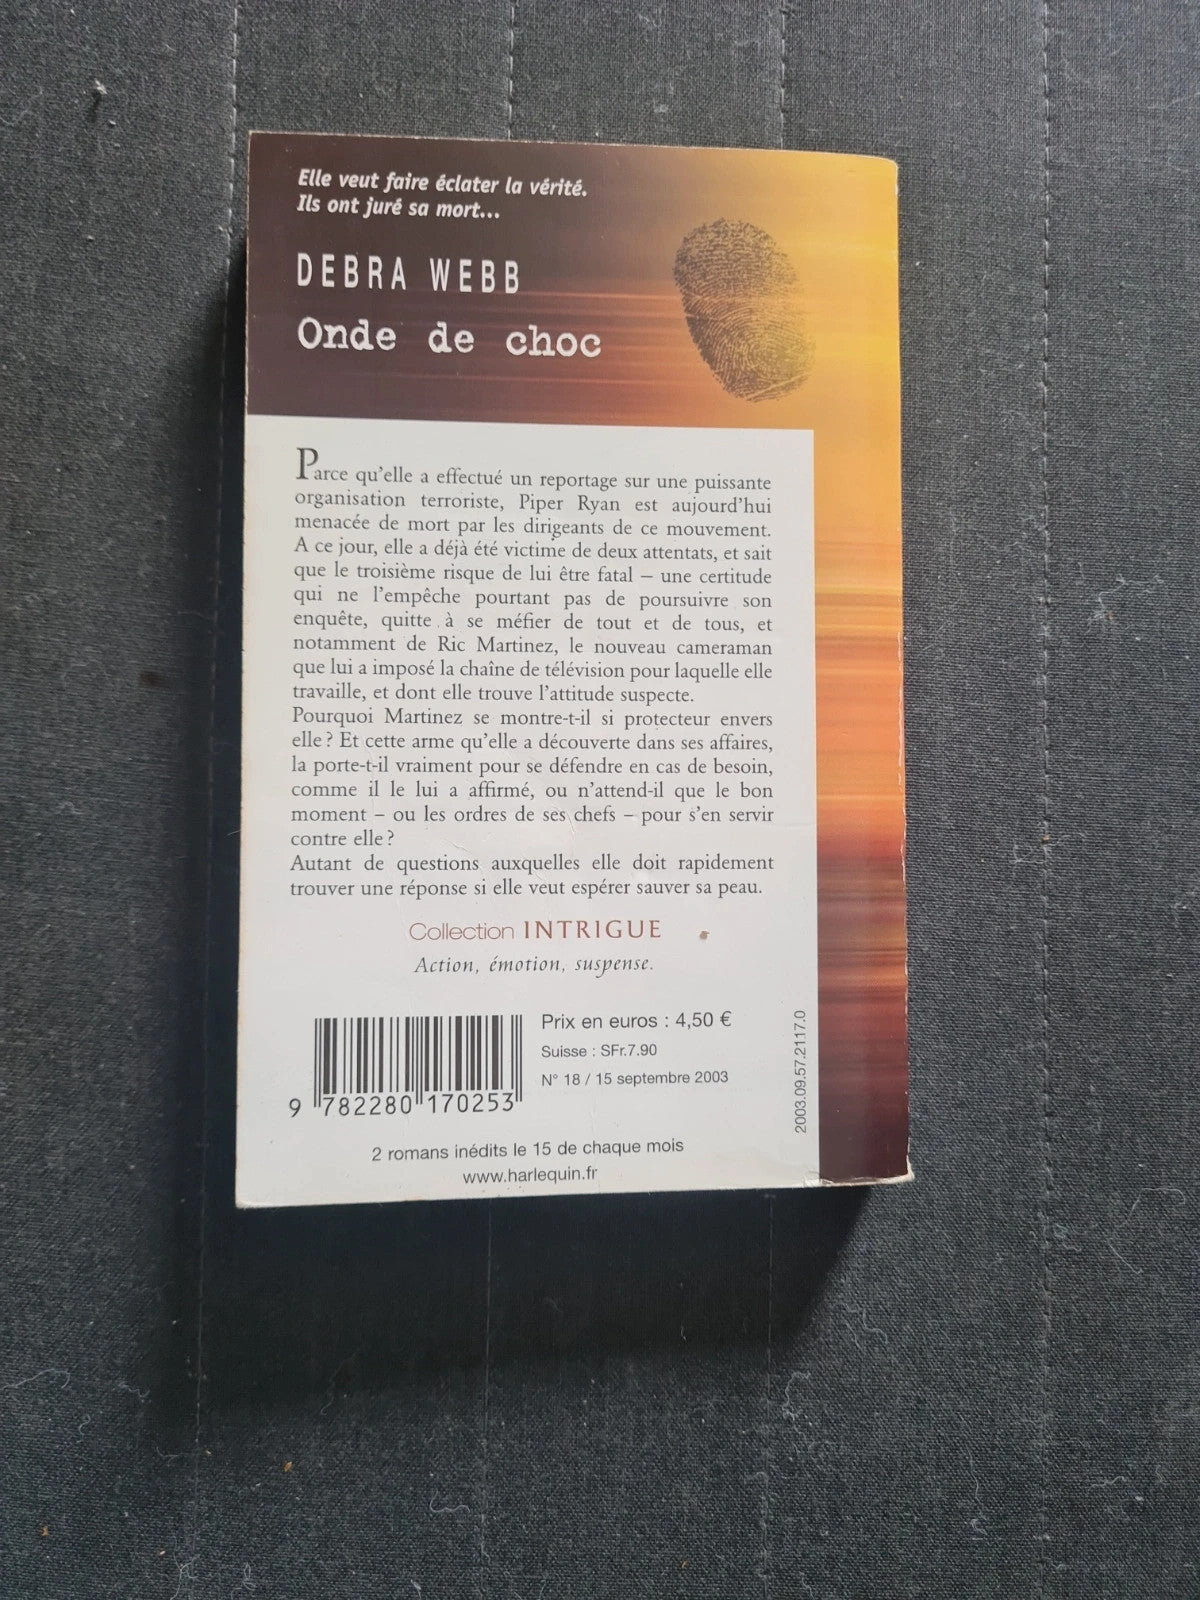 Elle veut faire éclater la vérité.
Ils ont juré sa mort...
DEBRA WEBB
Onde de choc
Parce qu'elle a effectué un reportage sur une puissante
organisation terroriste, Piper Ryan est aujourd'hui
menacée de mort par les dirigeants de ce mouvement.
A ce jour, elle a déjà été victime de deux attentats, et sait
que le troisième risque de lui être fatal – une certitude
qui ne l'empêche pourtant pas de poursuivre son
enquête, quitte à se méfier de tout et de tous, et
notamment de Ric Martinez, le nouveau cameraman
que lui a imposé la chaîne de télévision pour laquelle elle
travaille, et dont elle trouve l'attitude suspecte.
Pourquoi Martinez se montre-t-il si protecteur envers
elle ? Et cette arme qu'elle a découverte dans ses affaires,
la porte-t-il vraiment pour se défendre en cas de besoin,
comme il le lui a affirmé, ou n'attend-il que le bon
moment – ou les ordres de ses chefs – pour s'en servir
contre elle ?
Autant de questions auxquelles elle doit rapidement
trouver une réponse si elle veut espérer sauver sa peau.
Collection INTRIGUE
Action, émotion, suspense.
Prix en euros : 4,50 €
Suisse : SFr.7.90
N° 18 / 15 septembre 2003
9 782280 170253
2003.09.57.2117.0
2 romans inédits le 15 de chaque mois
www.harlequin.fr